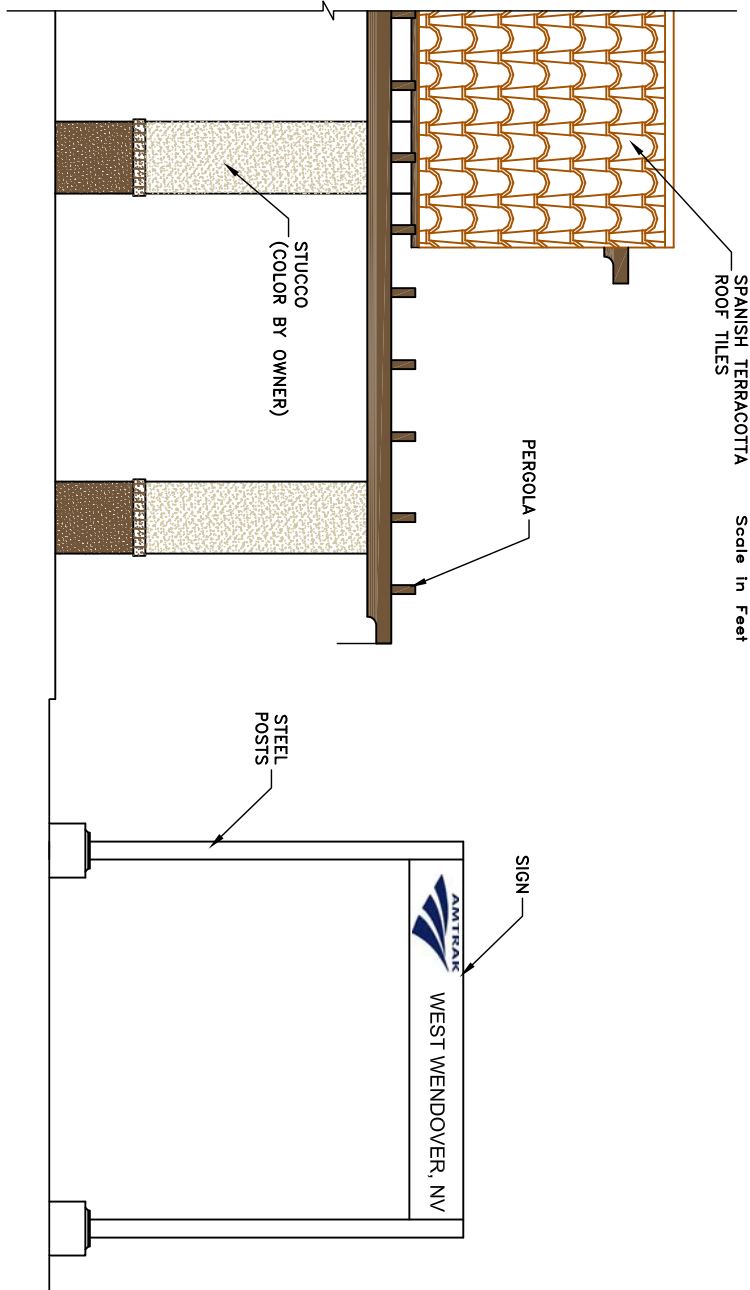 Scale in Feet
SPANISH TERRACOTTA
ROOF TILES
PERGOLA
STUCCO
(COLOR BY OWNER)
SIGN
AMTRAK
WEST WENDOVER, NV
STEEL
POSTS